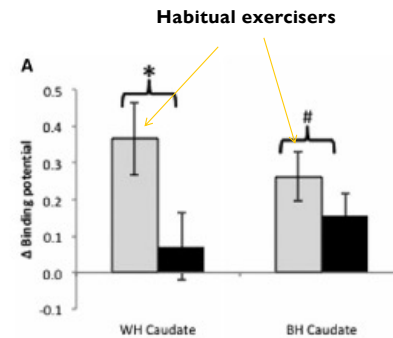 Habitual exercisers
A
*
#
Δ Binding potential
0.5
0.4
0.3
0.2
0.1
0.0
-0.1
WH Caudate
BH Caudate